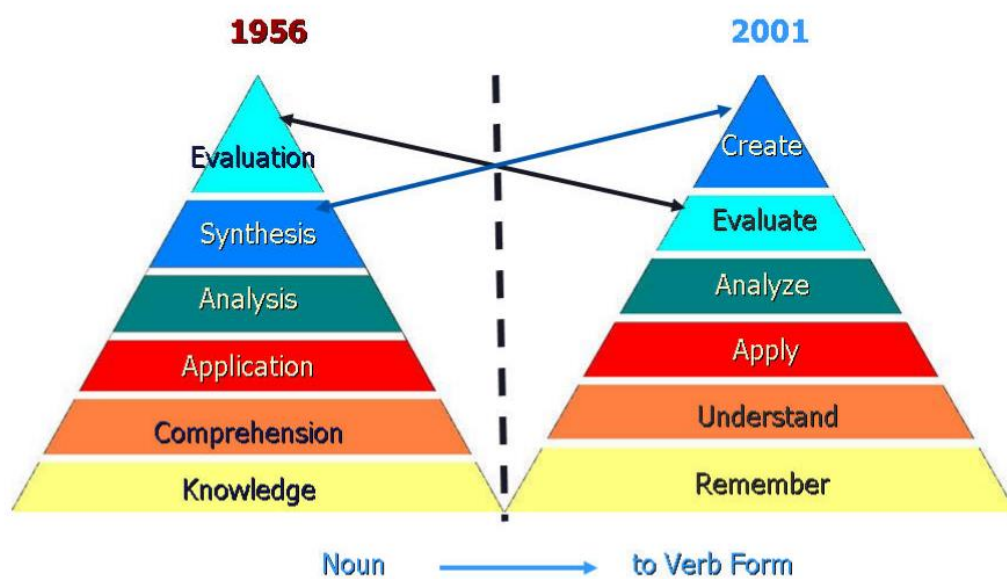 1956
2001
Evaluation
Synthesis
Analysis
Application
Comprehension
Knowledge
Create
Evaluate
Analyze
Apply
Understand
Remember
Noun to Verb Form